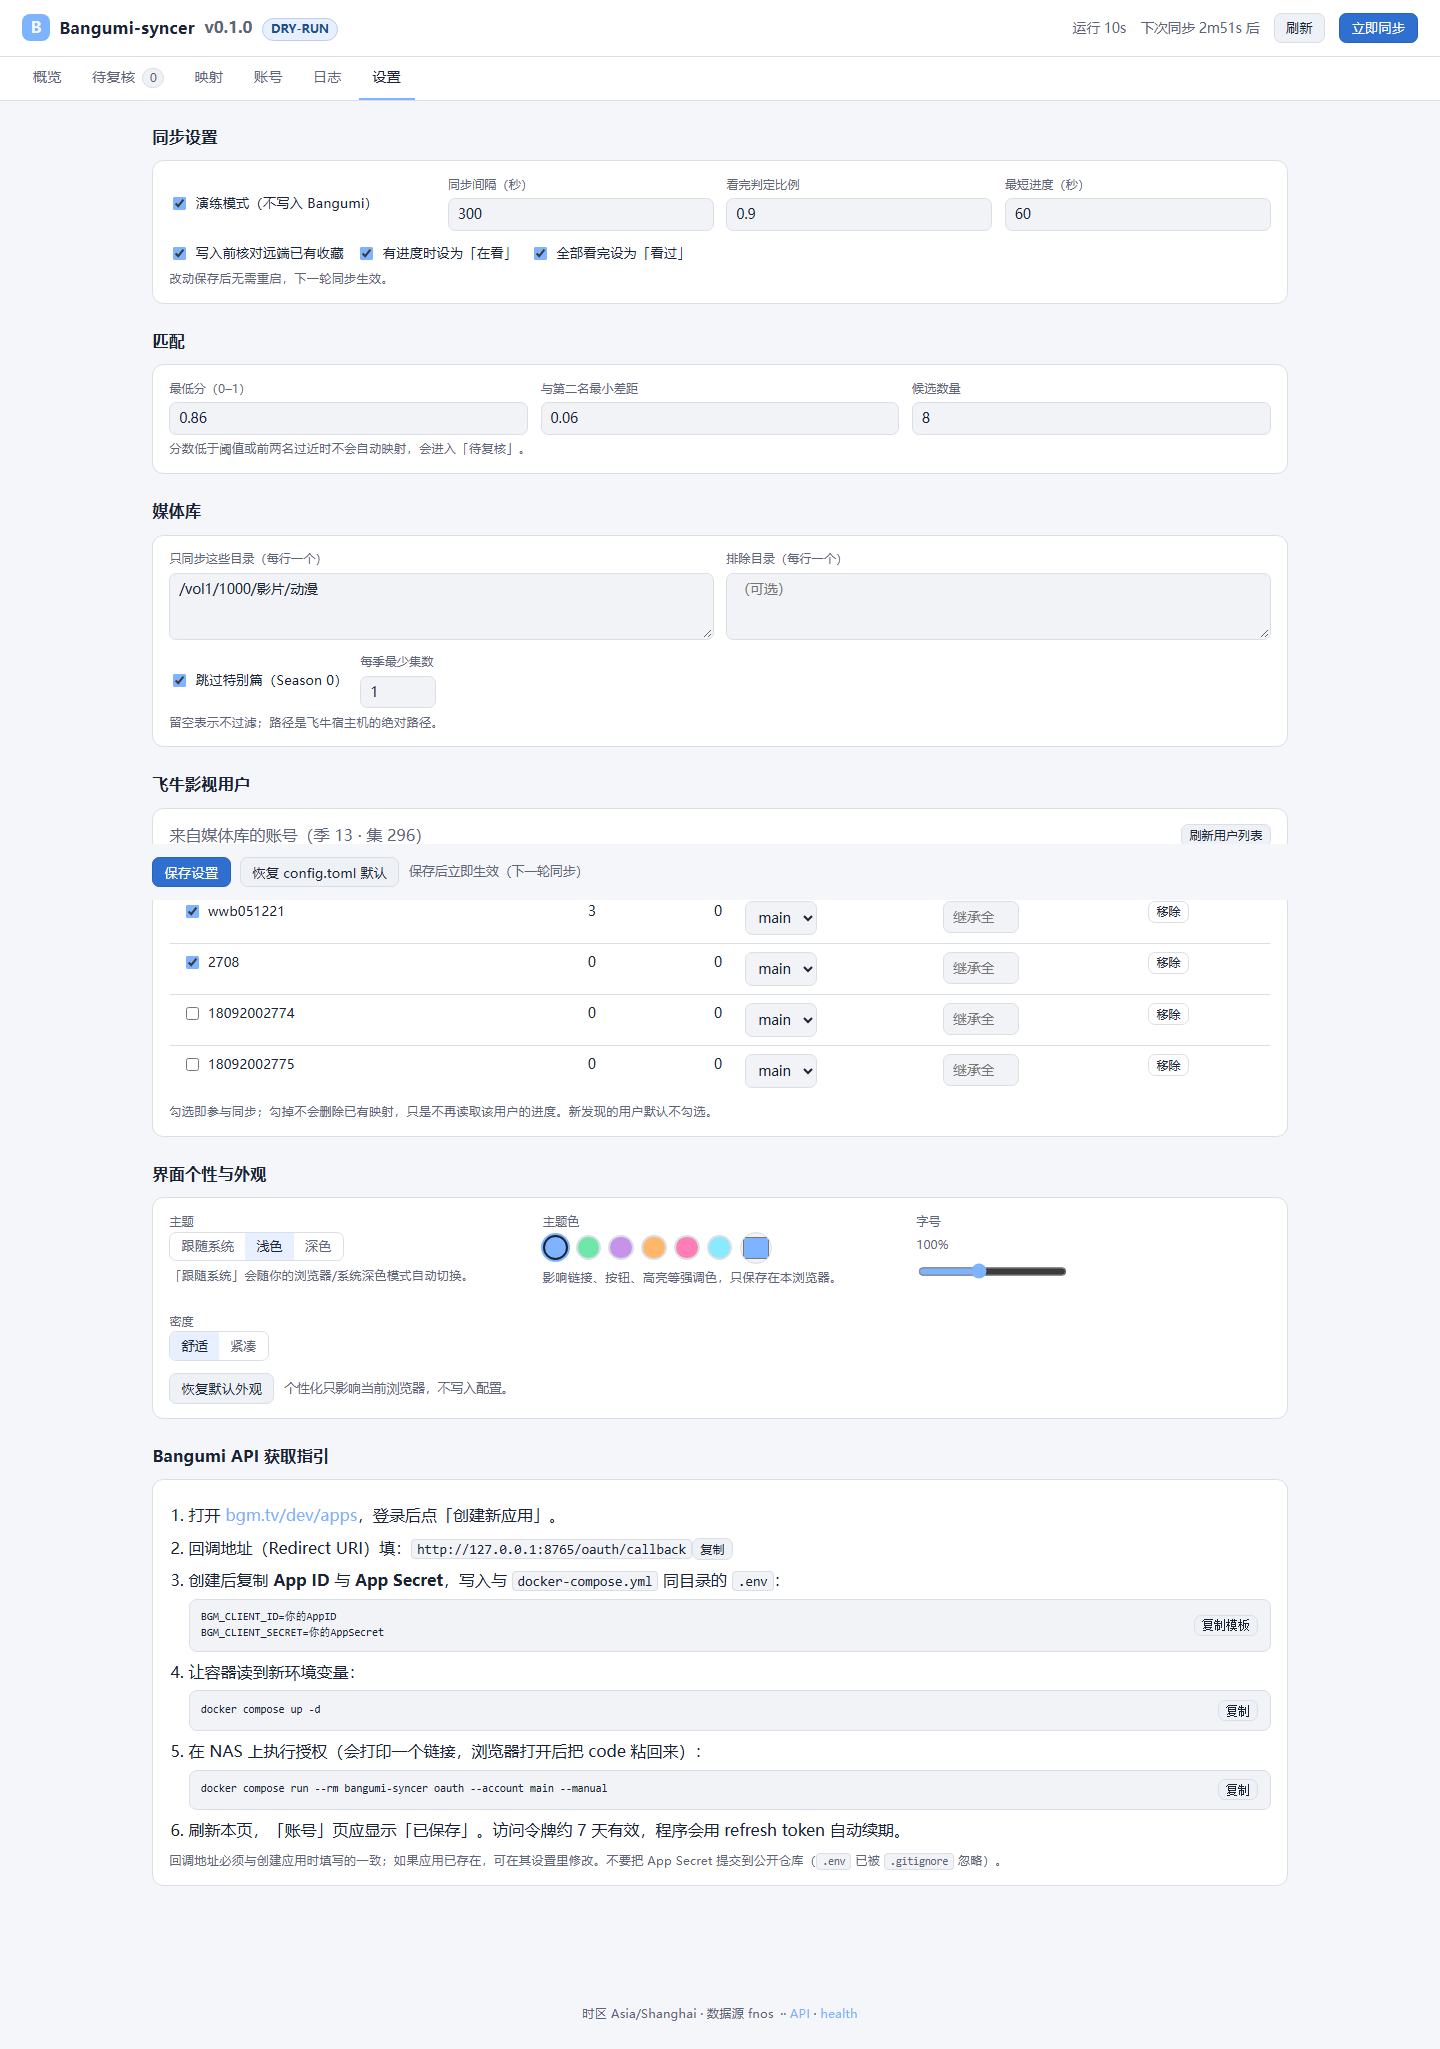 B Bangumi-syncer v0.1.0 DRY-RUN 运行 10s 下次同步 2m51s 后 刷新 立即同步
概览 待复核 0 映射 账号 日志 设置
同步设置
同步间隔（秒） 看完判定比例 最短进度（秒）
演练模式（不写入 Bangumi） 300 0.9 60
写入前核对远端已有收藏 有进度时设为「在看」 全部看完设为「看过」
改动保存后无需重启，下一轮同步生效。
匹配
最低分（0–1） 与第二名最小差距 候选数量
0.86 0.06 8
分数低于阈值或前两名过近时不会自动映射，会进入「待复核」。
媒体库
只同步这些目录（每行一个） 排除目录（每行一个）
/vol1/1000/影片/动漫 （可选）
每季最少集数
跳过特别篇（Season 0） 1
留空表示不过滤；路径是飞牛宿主机的绝对路径。
飞牛影视用户
来自媒体库的账号（季 13 · 集 296） 刷新用户列表
保存设置 恢复 config.toml 默认 保存后立即生效（下一轮同步）
wwb051221 3 0 main 继承全 移除
2708 0 0 main 继承全 移除
18092002774 0 0 main 继承全 移除
18092002775 0 0 main 继承全 移除
勾选即参与同步；勾掉不会删除已有映射，只是不再读取该用户的进度。新发现的用户默认不勾选。
界面个性与外观
主题 主题色 字号
跟随系统 浅色 深色 100%
「跟随系统」会随你的浏览器/系统深色模式自动切换。 影响链接、按钮、高亮等强调色，只保存在本浏览器。
密度
舒适 紧凑
恢复默认外观 个性化只影响当前浏览器，不写入配置。
Bangumi API 获取指引
1. 打开 bgm.tv/dev/apps，登录后点「创建新应用」。
2. 回调地址（Redirect URI）填： http://127.0.0.1:8765/oauth/callback 复制
3. 创建后复制 App ID 与 App Secret，写入与 docker-compose.yml 同目录的 .env：
BGM_CLIENT_ID=你的AppID
BGM_CLIENT_SECRET=你的AppSecret
复制模板
4. 让容器读到新环境变量：
docker compose up -d 复制
5. 在 NAS 上执行授权（会打印一个链接，浏览器打开后把 code 粘回来）：
docker compose run --rm bangumi-syncer oauth --account main --manual 复制
6. 刷新本页，「账号」页应显示「已保存」。访问令牌约 7 天有效，程序会用 refresh token 自动续期。
回调地址必须与创建应用时填写的一致；如果应用已存在，可在其设置里修改。不要把 App Secret 提交到公开仓库（.env 已被 .gitignore 忽略）。
时区 Asia/Shanghai · 数据源 fnos ·· API · health